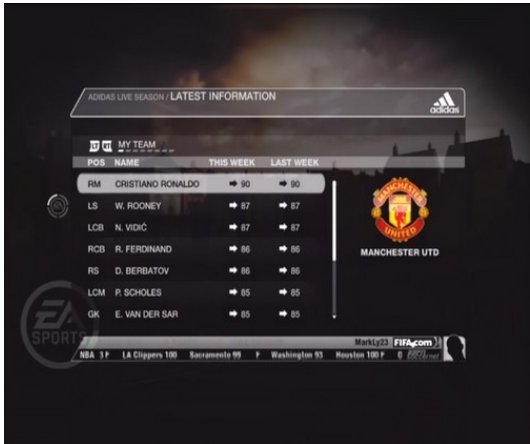 ADIDAS LIVE SEASON / LATEST INFORMATION
adidas
LT RT MY TEAM
POS NAME THIS WEEK LAST WEEK
RM CRISTIANO RONALDO 90 90
LS W. ROONEY 87 87
LCB N. VIDIĆ 87 87
RCB R. FERDINAND 86 86
RS D. BERBATOV 86 86
LCM P. SCHOLES 85 85
GK E. VAN DER SAR 85 85
MANCHESTER UNITED
MANCHESTER UTD
EA SPORTS
MarkLy23 FIFA.com
NBA 3 F LA Clippers 100 Sacramento 99 F Washington 93 Houston 100 F